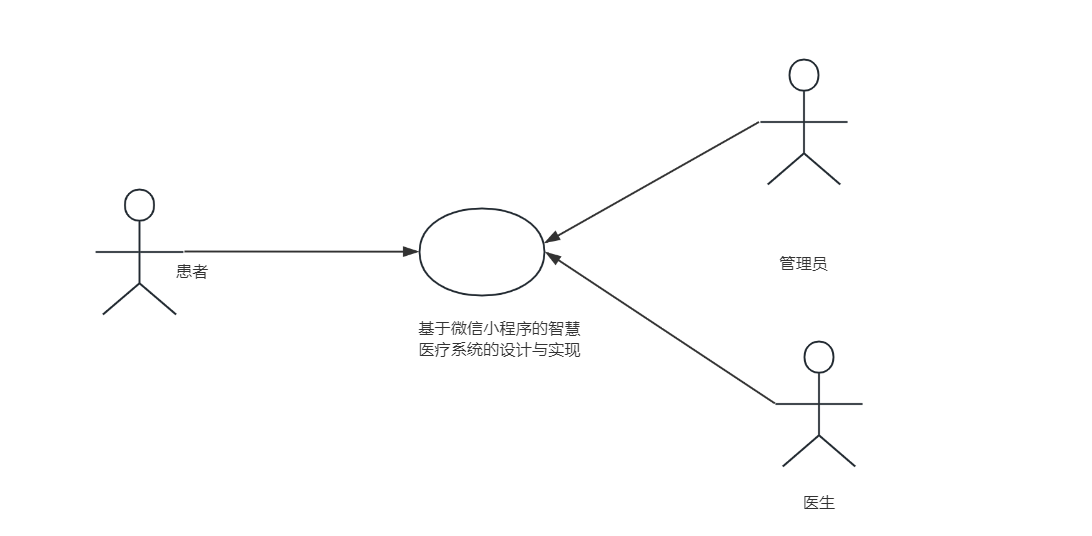 管理员
患者
基于微信小程序的智慧
医疗系统的设计与实现
医生